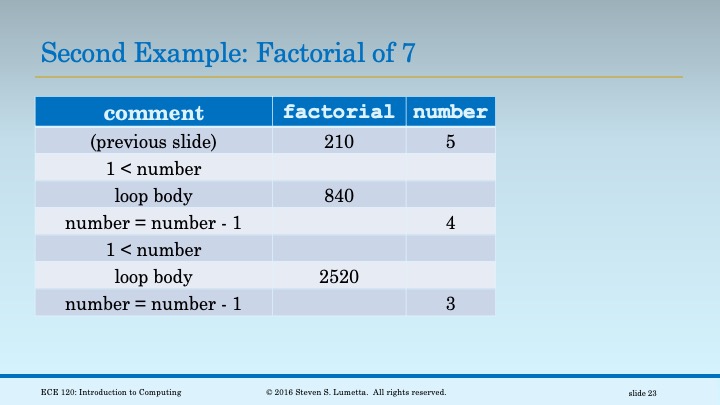 Second Example: Factorial of 7
comment factorial number
(previous slide) 210 5
1 < number
loop body 840
number = number - 1 4
1 < number
loop body 2520
number = number - 1 3
ECE 120: Introduction to Computing © 2016 Steven S. Lumetta. All rights reserved. slide 23